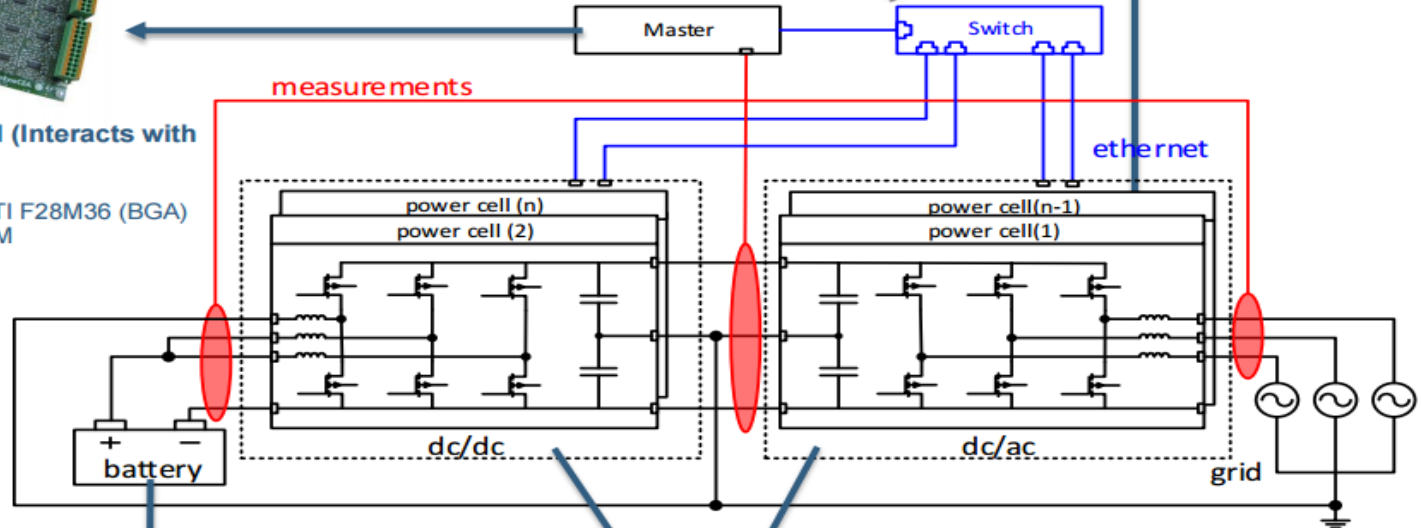 Master
Switch
measurements
(Interacts with
ethernet
TI F28M36 (BGA)
power cell (n)
power cell (2)
power cell(n-1)
power cell(1)
+ −
battery
dc/dc
dc/ac
grid